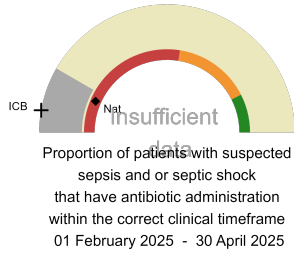 ICB
Nat
Insufficient
data
Proportion of patients with suspected
sepsis and or septic shock
that have antibiotic administration
within the correct clinical timeframe
01 February 2025 - 30 April 2025